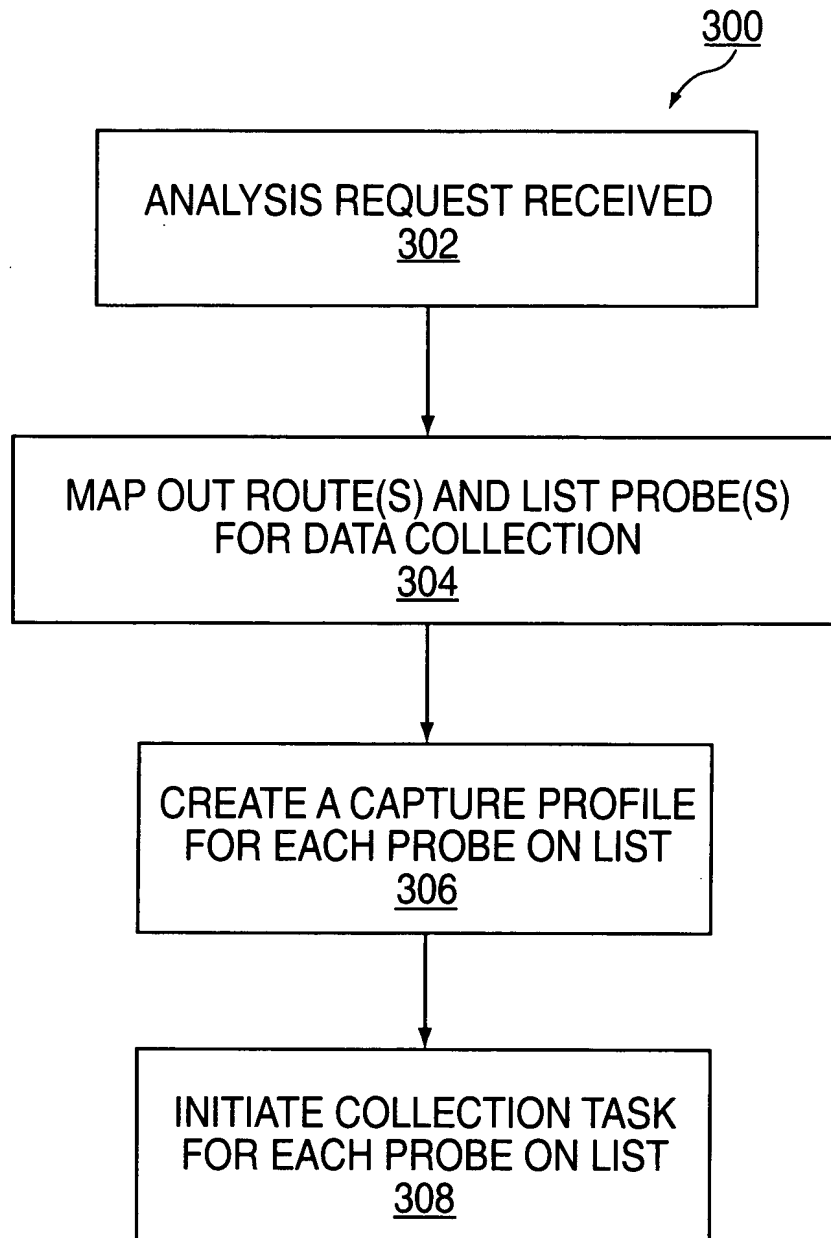 300
ANALYSIS REQUEST RECEIVED
302
MAP OUT ROUTE(S) AND LIST PROBE(S)
FOR DATA COLLECTION
304
CREATE A CAPTURE PROFILE
FOR EACH PROBE ON LIST
306
INITIATE COLLECTION TASK
FOR EACH PROBE ON LIST
308